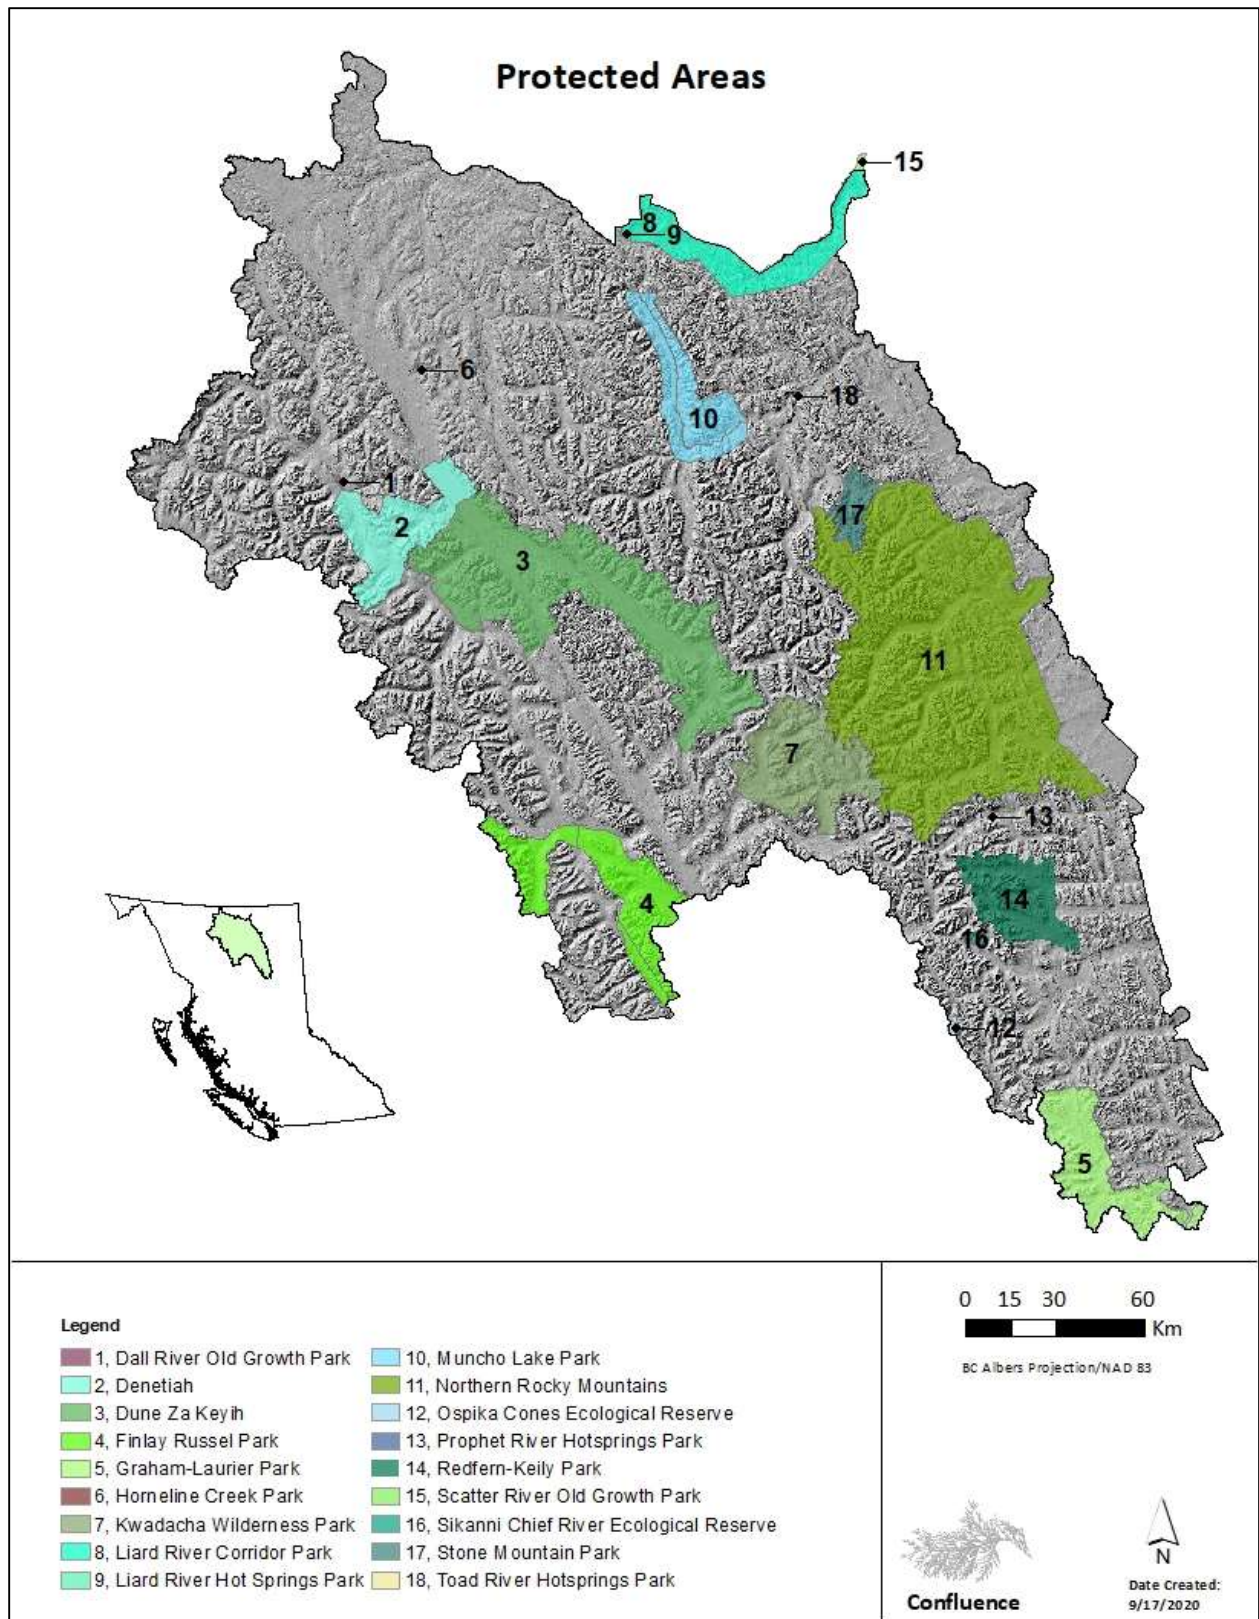 Protected Areas
15
8
9
6
18
10
1
17
2
3
11
7
13
4
14
16
12
5
Legend
1, Dall River Old Growth Park
2, Denetiah
3, Dune Za Keyih
4, Finlay Russel Park
5, Graham-Laurier Park
6, Horneline Creek Park
7, Kwadacha Wilderness Park
8, Liard River Corridor Park
9, Liard River Hot Springs Park
10, Muncho Lake Park
11, Northern Rocky Mountains
12, Ospika Cones Ecological Reserve
13, Prophet River Hotsprings Park
14, Redfern-Keily Park
15, Scatter River Old Growth Park
16, Sikanni Chief River Ecological Reserve
17, Stone Mountain Park
18, Toad River Hotsprings Park
0 15 30 60
Km
BC Albers Projection/NAD 83
Confluence
N
Date Created:
9/17/2020